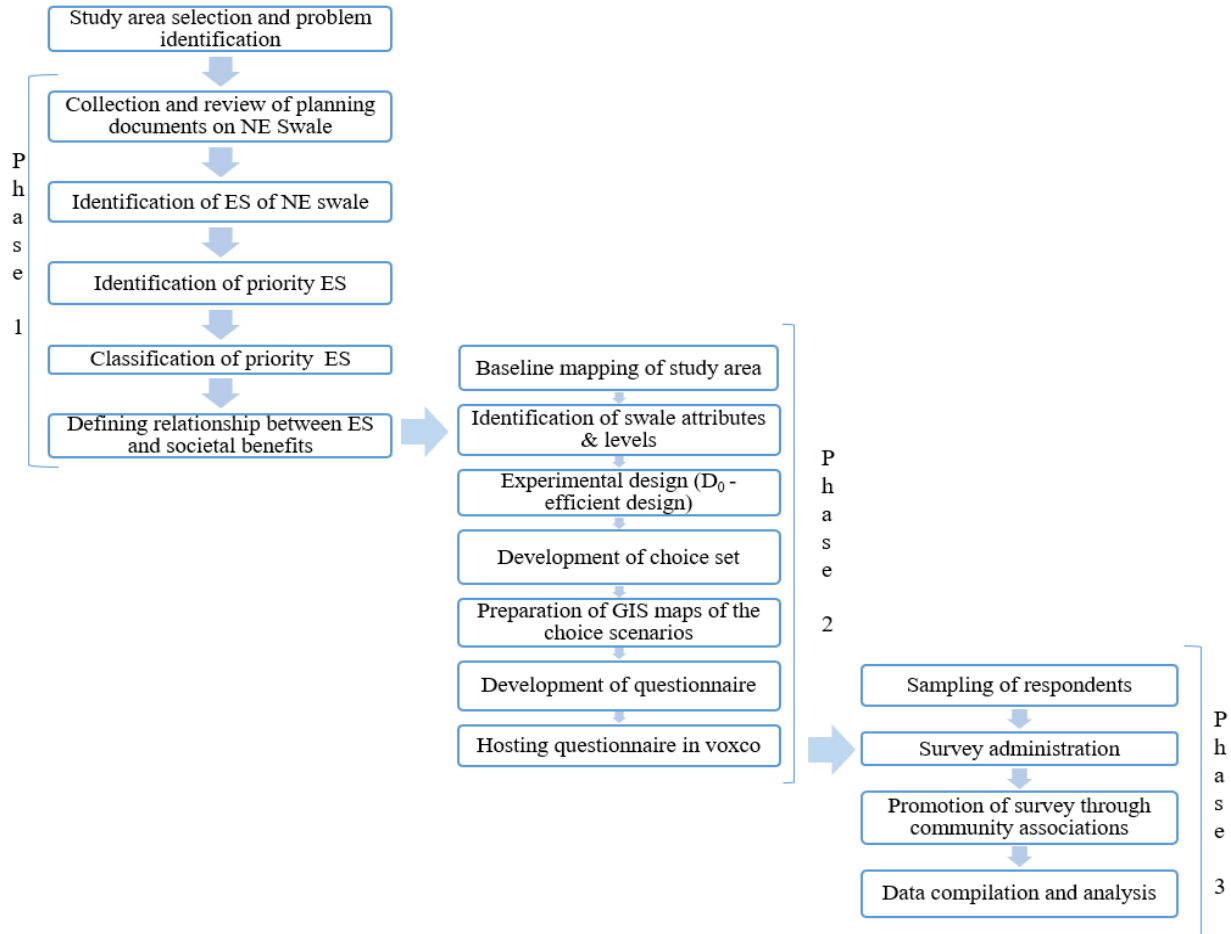 Study area selection and problem
identification
Phase 1
Collection and review of planning
documents on NE Swale
Identification of ES of NE swale
Identification of priority ES
Classification of priority ES
Defining relationship between ES
and societal benefits
Phase 2
Baseline mapping of study area
Identification of swale attributes
& levels
Experimental design (D₀ -
efficient design)
Development of choice set
Preparation of GIS maps of the
choice scenarios
Development of questionnaire
Hosting questionnaire in voxco
Phase 3
Sampling of respondents
Survey administration
Promotion of survey through
community associations
Data compilation and analysis